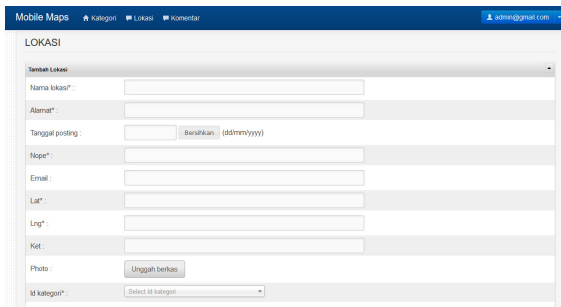 Mobile Maps Kategori Lokasi Komentar admin@gmail.com
LOKASI
Tambah Lokasi
Nama lokasi* :
Alamat* :
Tanggal posting : Bersihkan (dd/mm/yyyy)
Nope* :
Email :
Lat* :
Lng* :
Ket :
Photo : Unggah berkas
Id kategori* : Select Id kategori